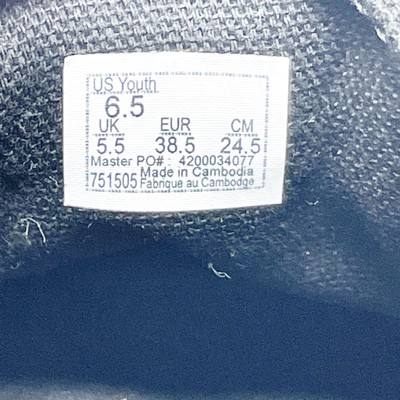 US Youth
6.5
UK EUR CM
5.5 38.5 24.5
Master PO# : 4200034077
Made in Cambodia
751505 Fabrique au Cambodge